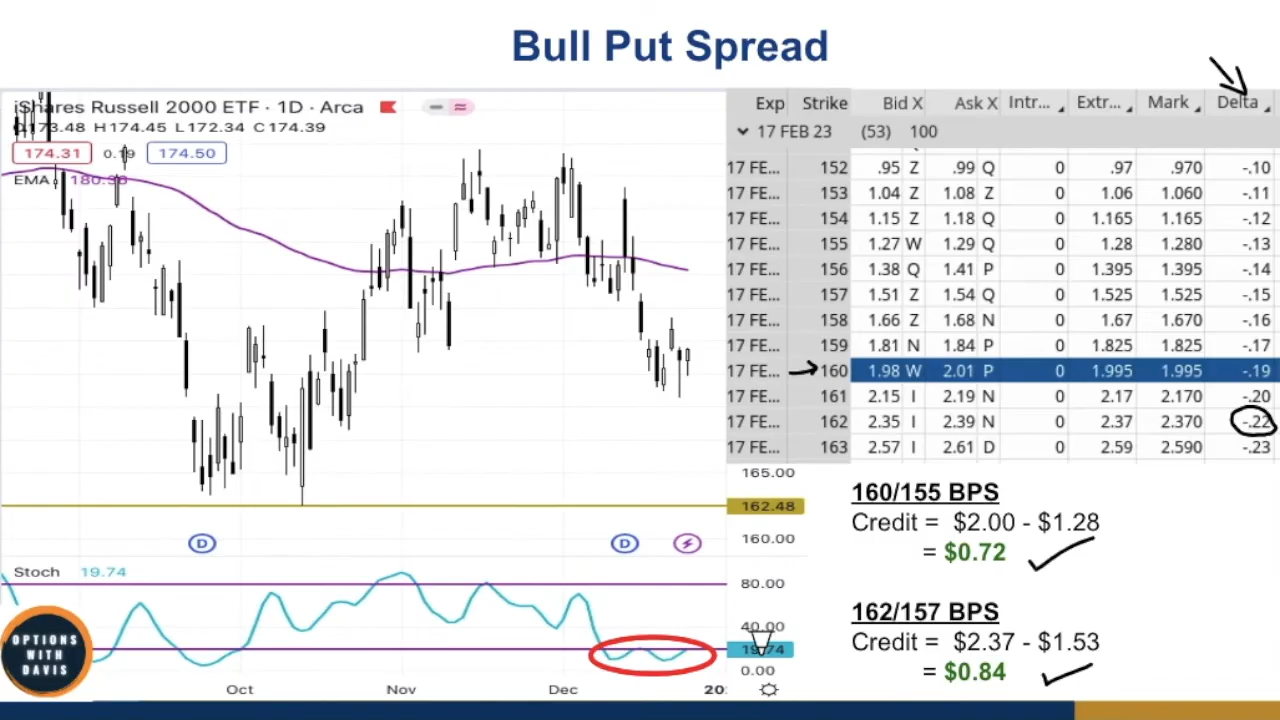 Bull Put Spread
iShares Russell 2000 ETF · 1D · Arca
173.48 H174.45 L172.34 C174.39
174.31 0.19 174.50
EMA 180.36
165.00
162.48
160.00
D D
Stoch 19.74
80.00
40.00
19.74
0.00
Oct Nov Dec 20
OPTIONS
WITH
DAVIS
Exp Strike Bid X Ask X Intr... Extr... Mark Delta
17 FEB 23 (53) 100
17 FE... 152 .95 Z .99 Q 0 .97 .970 -.10
17 FE... 153 1.04 Z 1.08 Z 0 1.06 1.060 -.11
17 FE... 154 1.15 Z 1.18 Q 0 1.165 1.165 -.12
17 FE... 155 1.27 W 1.29 Q 0 1.28 1.280 -.13
17 FE... 156 1.38 Q 1.41 P 0 1.395 1.395 -.14
17 FE... 157 1.51 Z 1.54 Q 0 1.525 1.525 -.15
17 FE... 158 1.66 Z 1.68 N 0 1.67 1.670 -.16
17 FE... 159 1.81 N 1.84 P 0 1.825 1.825 -.17
17 FE... 160 1.98 W 2.01 P 0 1.995 1.995 -.19
17 FE... 161 2.15 I 2.19 N 0 2.17 2.170 -.20
17 FE... 162 2.35 I 2.39 N 0 2.37 2.370 -.22
17 FE... 163 2.57 I 2.61 D 0 2.59 2.590 -.23
160/155 BPS
Credit = $2.00 - $1.28
= $0.72
162/157 BPS
Credit = $2.37 - $1.53
= $0.84